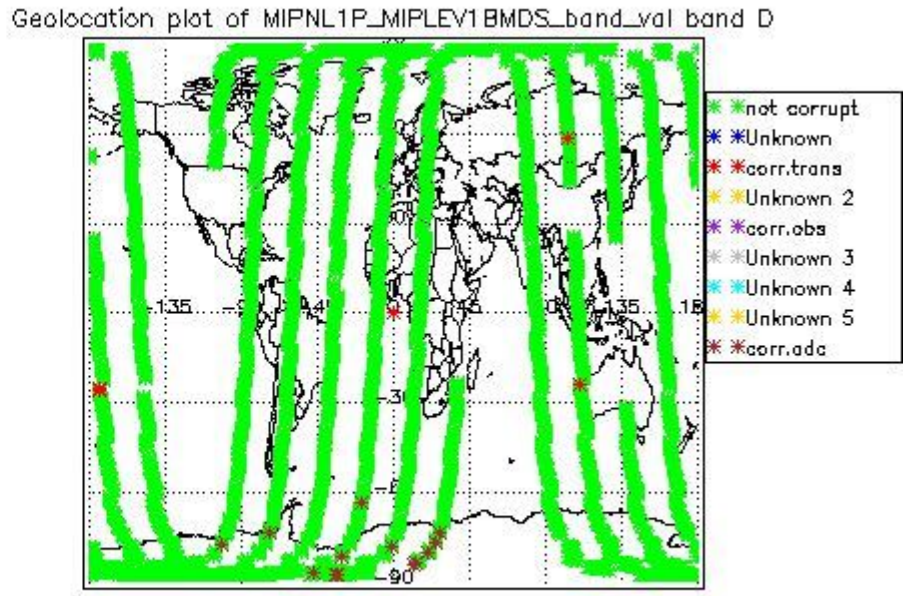 Geolocation plot of MIPNL1P_MIPLEV1BMDS_band_val band D
not corrupt
Unknown
corr.trans
Unknown 2
corr.obs
Unknown 3
Unknown 4
Unknown 5
corr.adc
-135
135
-90